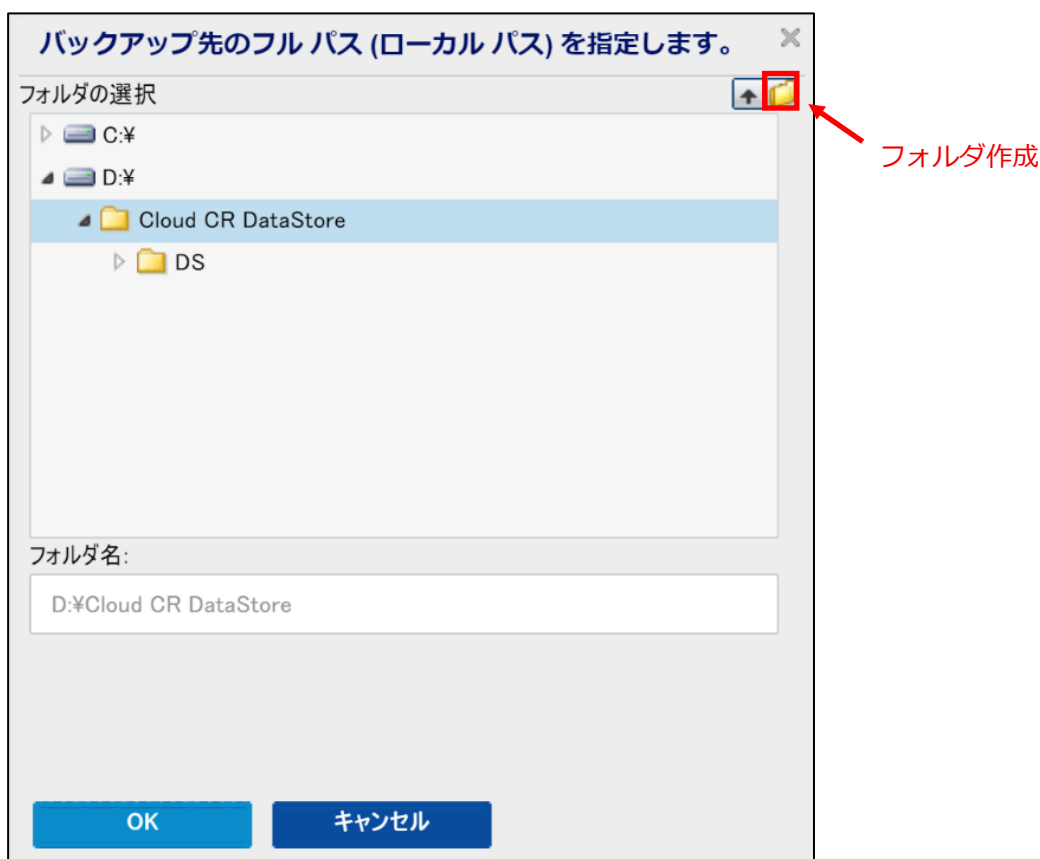 バックアップ先のフル パス (ローカル パス) を指定します。
フォルダの選択
C:¥
フォルダ作成
D:¥
Cloud CR DataStore
DS
フォルダ名:
D:¥Cloud CR DataStore
OK
キャンセル